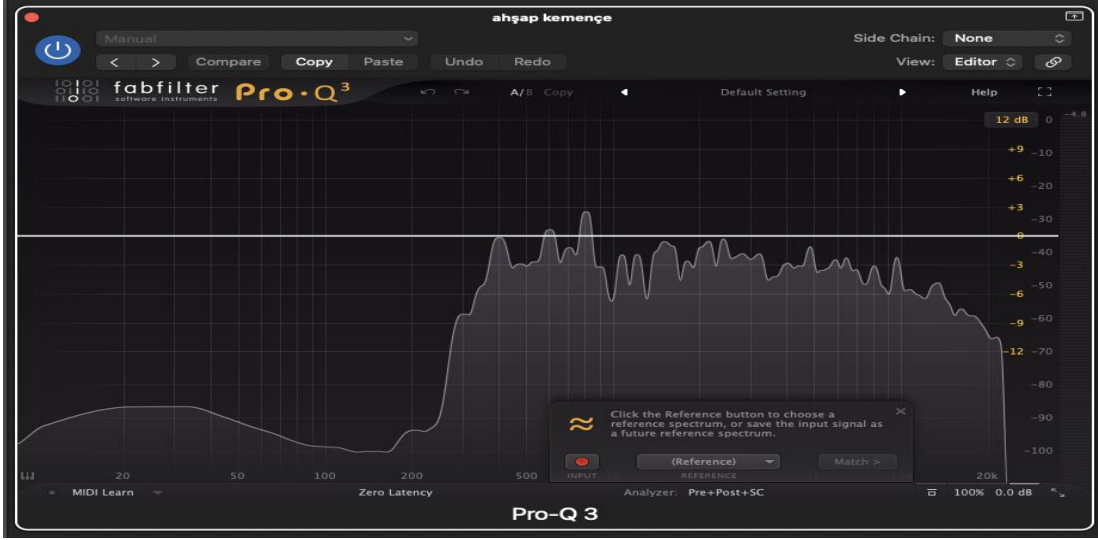 ahşap kemençe
Manual
Side Chain: None
< > Compare Copy Paste Undo Redo
View: Editor
fabfilter
software instruments
Pro·Q³
A/B Copy
Default Setting
Help
12 dB 0 -4.8
+9 -10
+6 -20
+3 -30
0 -40
-3 -50
-6 -60
-9 -70
-12 -80
-90
-100
Click the Reference button to choose a
reference spectrum, or save the input signal as
a future reference spectrum.
(Reference) Match >
INPUT REFERENCE
20 50 100 200 500 20k
MIDI Learn Zero Latency Analyzer: Pre+Post+SC 100% 0.0 dB
Pro-Q 3